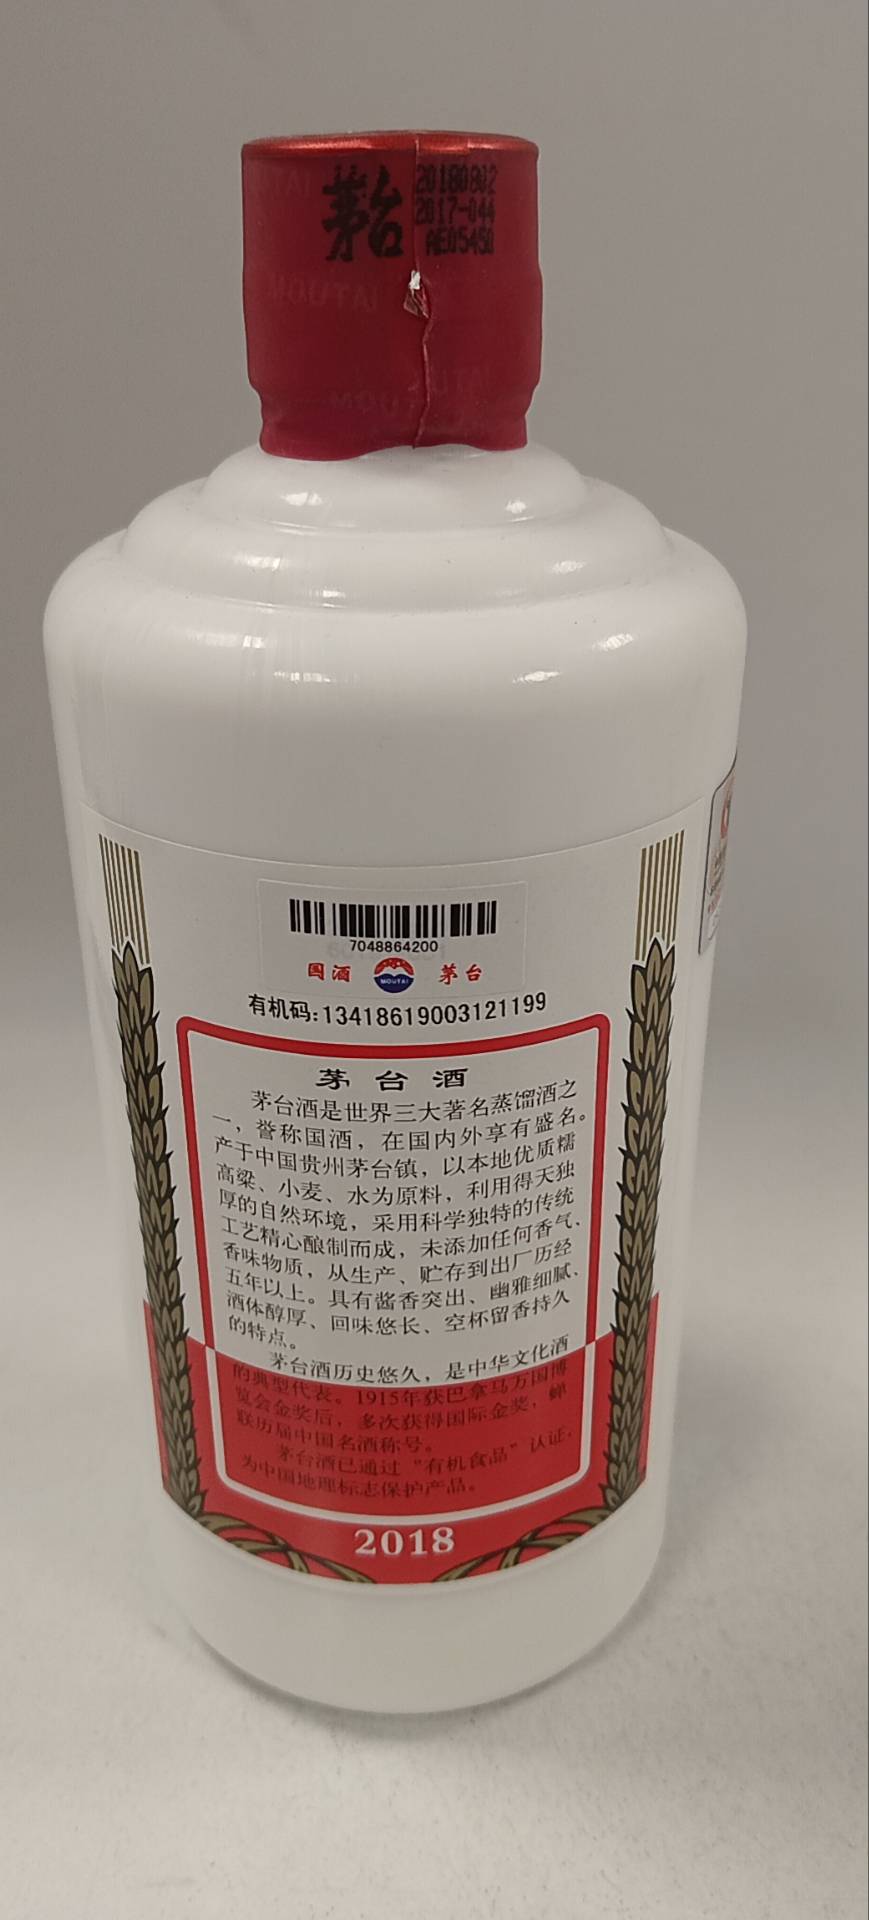 茅台
20180802
2017-044
AE05450
MOUTAI
MOUTAI
7048864200
国酒 MOUTAI 茅台
有机码:13418619003121199
茅台酒
茅台酒是世界三大著名蒸馏酒之
一，誉称国酒，在国内外享有盛名。
产于中国贵州茅台镇，以本地优质糯
高粱、小麦、水为原料，利用得天独
厚的自然环境，采用科学独特的传统
工艺精心酿制而成，未添加任何香气、
香味物质，从生产、贮存到出厂历经
五年以上。具有酱香突出、幽雅细腻、
酒体醇厚、回味悠长、空杯留香持久
的特点。
茅台酒历史悠久，是中华文化酒
的典型代表。1915年获巴拿马万国博
览会金奖后，多次获得国际金奖，蝉
联历届中国名酒称号。
茅台酒已通过“有机食品”认证，
为中国地理标志保护产品。
2018